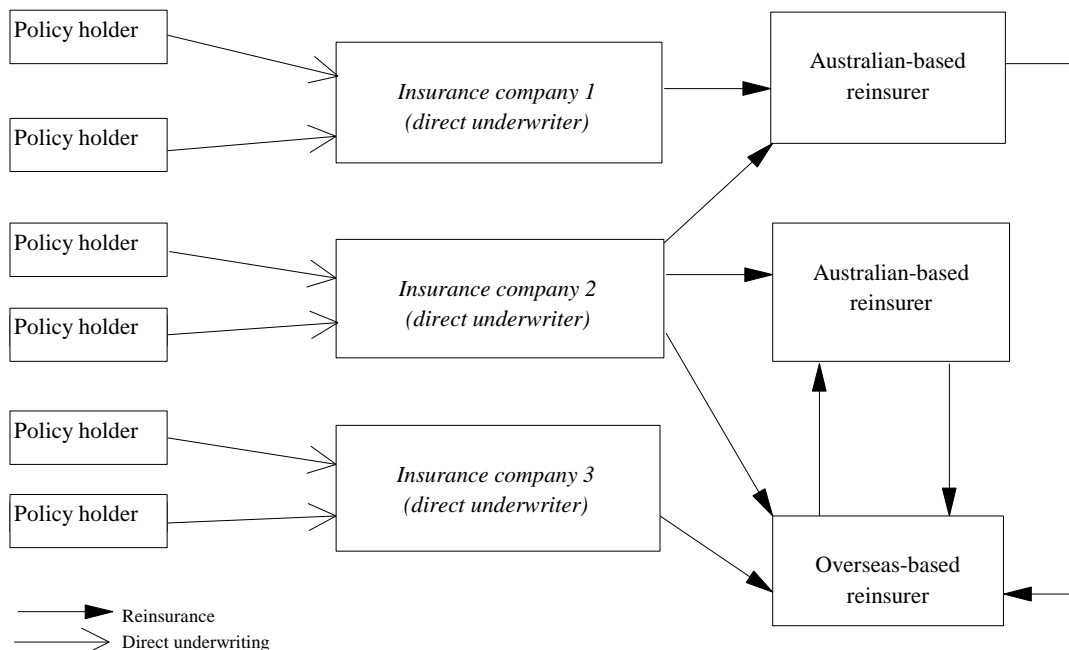 Policy holder
Insurance company 1
(direct underwriter)
Australian-based
reinsurer
Policy holder
Policy holder
Insurance company 2
(direct underwriter)
Australian-based
reinsurer
Policy holder
Policy holder
Insurance company 3
(direct underwriter)
Policy holder
Overseas-based
reinsurer
Reinsurance
Direct underwriting